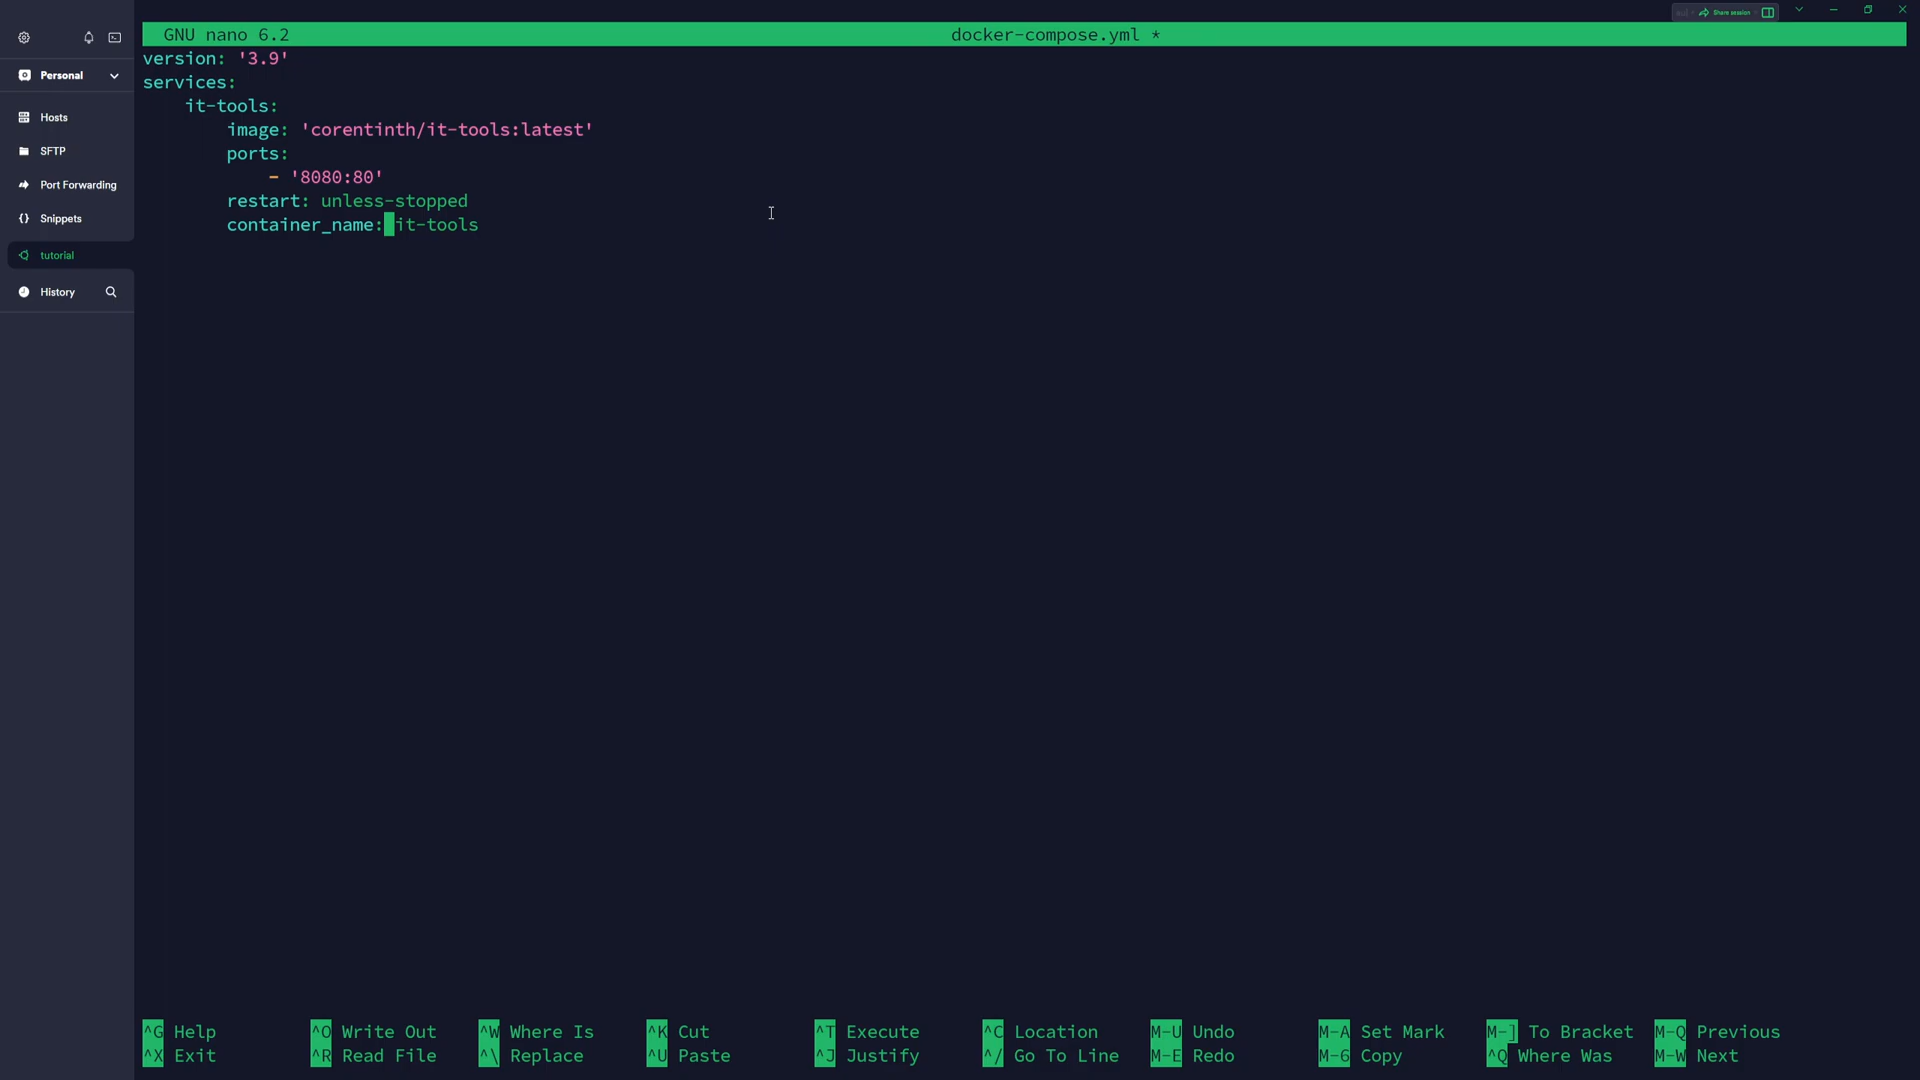 Share session
GNU nano 6.2 docker-compose.yml *
Personal
Hosts
SFTP
Port Forwarding
Snippets
tutorial
History
version: '3.9'
services:
    it-tools:
        image: 'corentinth/it-tools:latest'
        ports:
            - '8080:80'
        restart: unless-stopped
        container_name: it-tools
^G Help ^O Write Out ^W Where Is ^K Cut ^T Execute ^C Location M-U Undo M-A Set Mark M-] To Bracket M-Q Previous
^X Exit ^R Read File ^\ Replace ^U Paste ^J Justify ^/ Go To Line M-E Redo M-6 Copy ^Q Where Was M-W Next